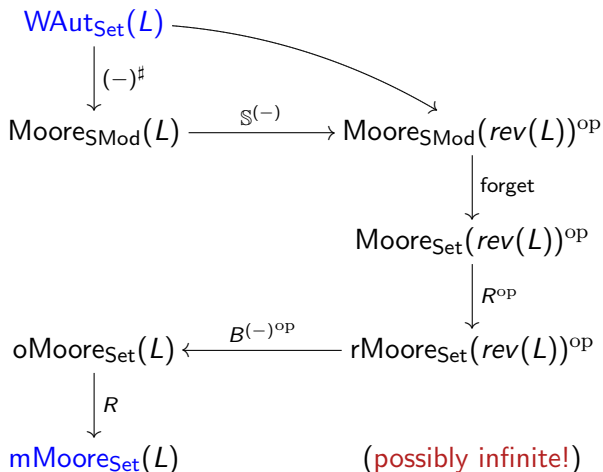 WAut_Set(L)
(−)^♯
Moore_SMod(L) 𝕊^(−) Moore_SMod(rev(L))^op
forget
Moore_Set(rev(L))^op
R^op
oMoore_Set(L) B^(−)^op rMoore_Set(rev(L))^op
R
mMoore_Set(L) (possibly infinite!)